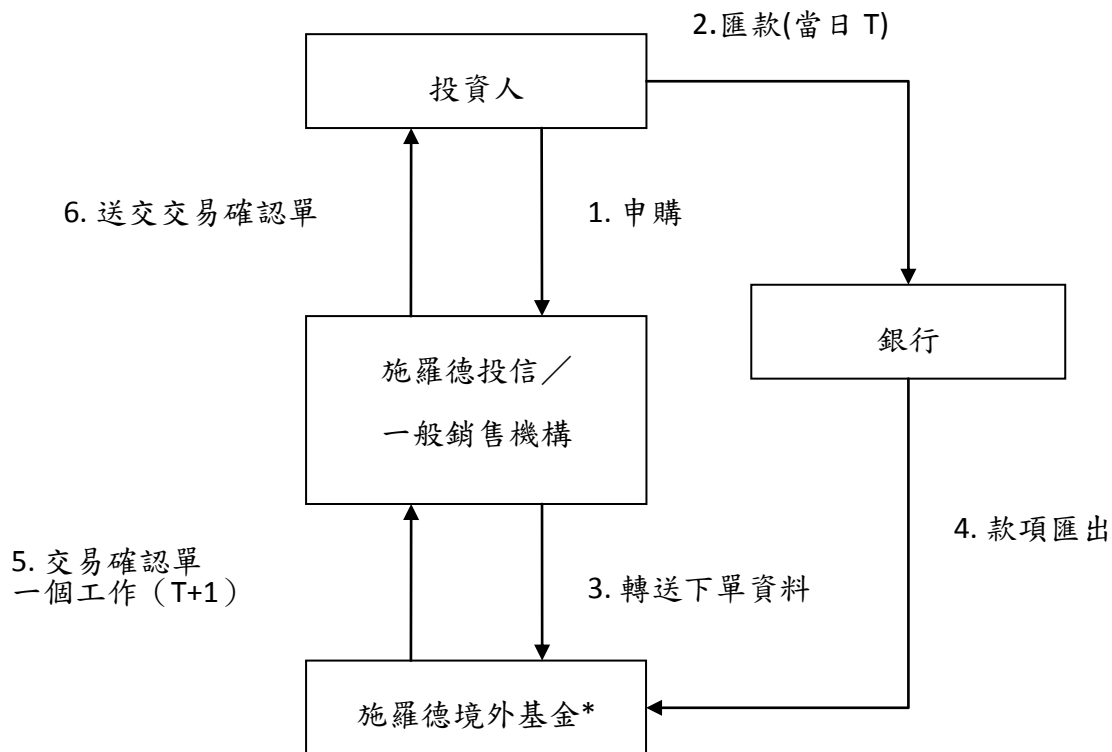 2.匯款(當日 T)
投資人
6. 送交交易確認單
1. 申購
銀行
施羅德投信／
一般銷售機構
4. 款項匯出
5. 交易確認單
一個工作（T+1）
3. 轉送下單資料
施羅德境外基金*